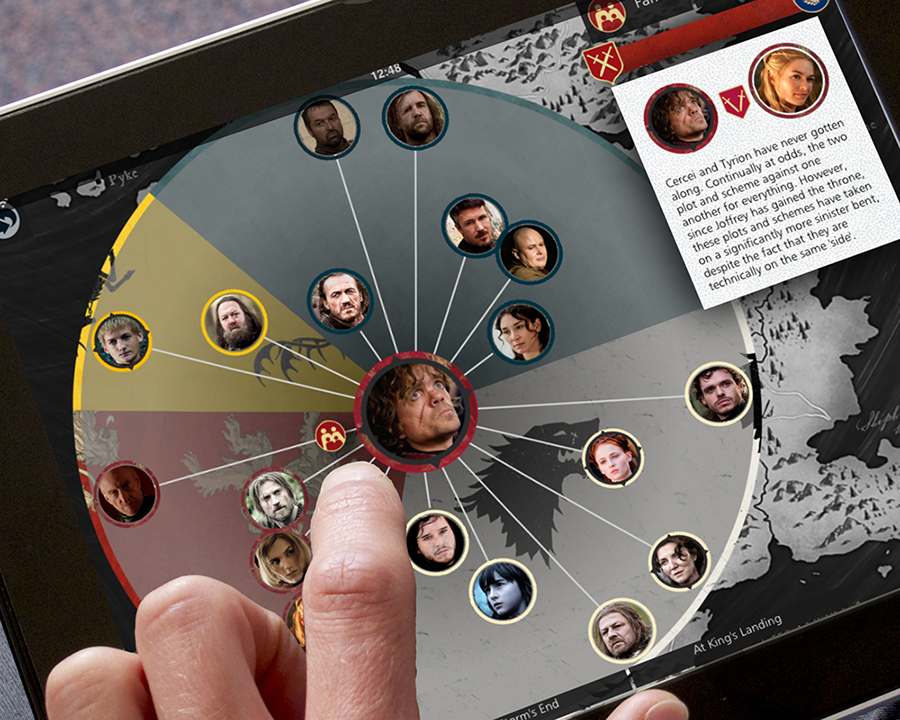 Fam
12:48
Pyke
Cercei and Tyrion have never gotten
along. Continually at odds, the two
plot and scheme against one
another for everything. However,
since Joffrey has gained the throne,
these plots and schemes have taken
on a significantly more sinister bent,
despite the fact that they are
technically on the same 'side'.
At King's Landing
orm's End